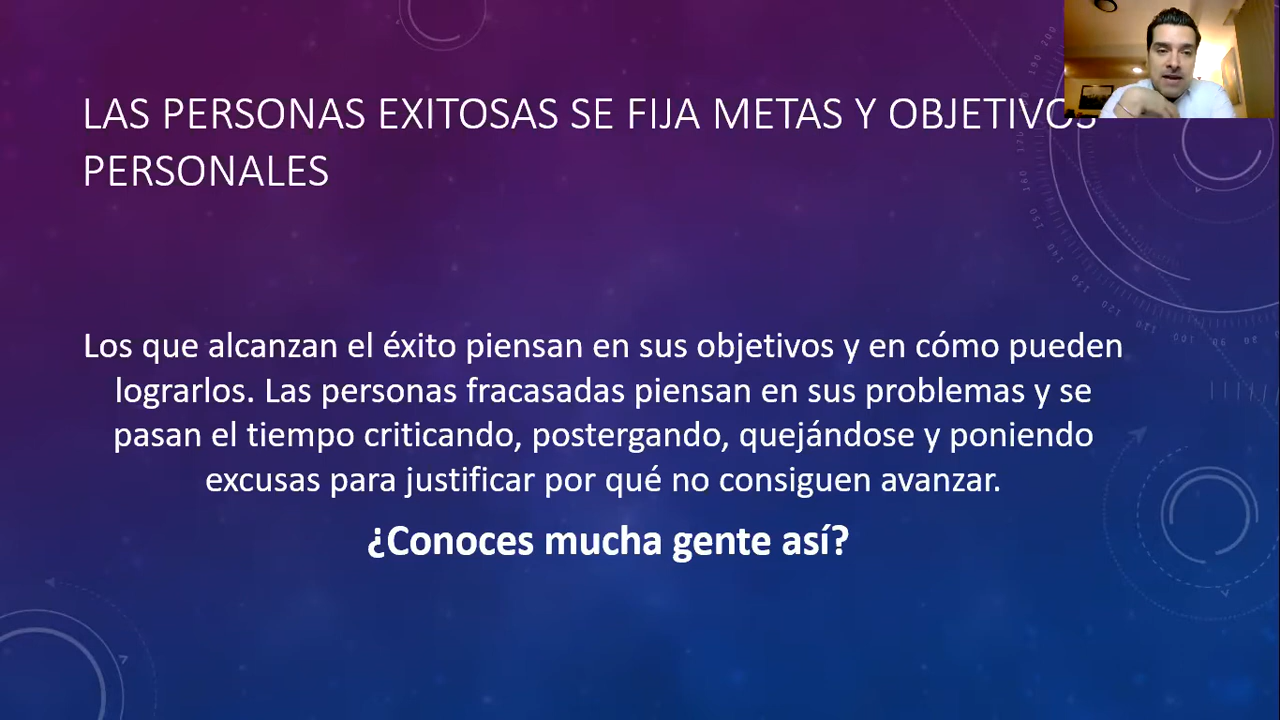 LAS PERSONAS EXITOSAS SE FIJA METAS Y OBJETIVOS
PERSONALES
Los que alcanzan el éxito piensan en sus objetivos y en cómo pueden
lograrlos. Las personas fracasadas piensan en sus problemas y se
pasan el tiempo criticando, postergando, quejándose y poniendo
excusas para justificar por qué no consiguen avanzar.
¿Conoces mucha gente así?